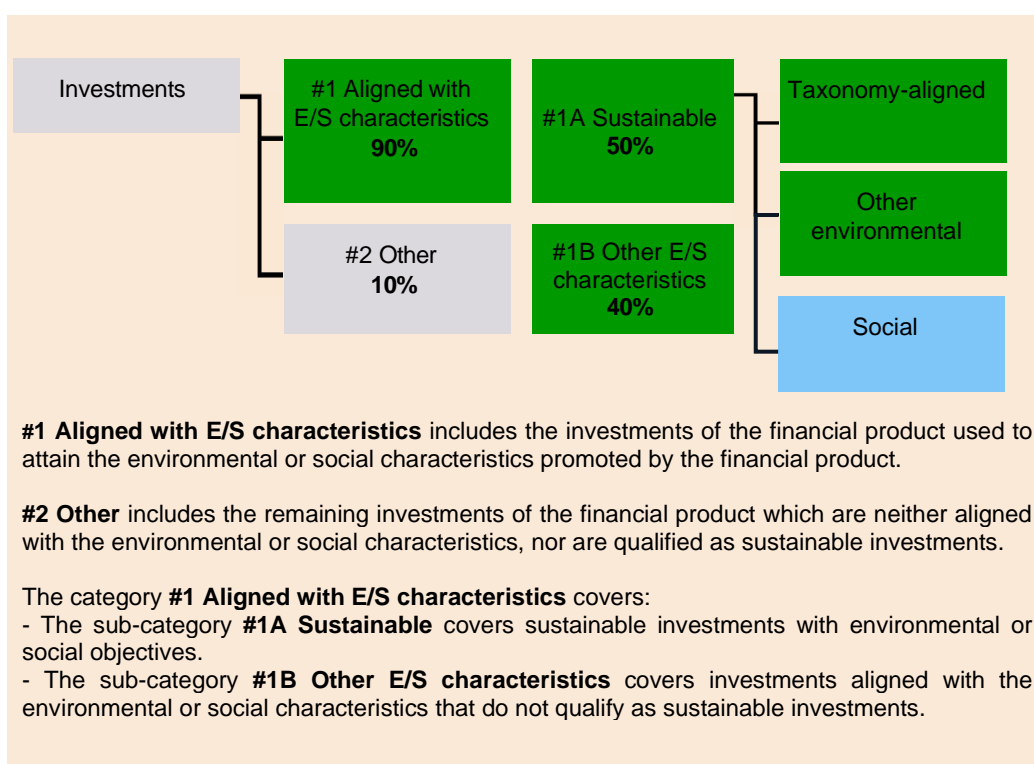 Investments
#1 Aligned with
E/S characteristics
90%
#2 Other
10%
#1A Sustainable
50%
#1B Other E/S
characteristics
40%
Taxonomy-aligned
Other
environmental
Social
#1 Aligned with E/S characteristics includes the investments of the financial product used to
attain the environmental or social characteristics promoted by the financial product.
#2 Other includes the remaining investments of the financial product which are neither aligned
with the environmental or social characteristics, nor are qualified as sustainable investments.
The category #1 Aligned with E/S characteristics covers:
- The sub-category #1A Sustainable covers sustainable investments with environmental or
social objectives.
- The sub-category #1B Other E/S characteristics covers investments aligned with the
environmental or social characteristics that do not qualify as sustainable investments.